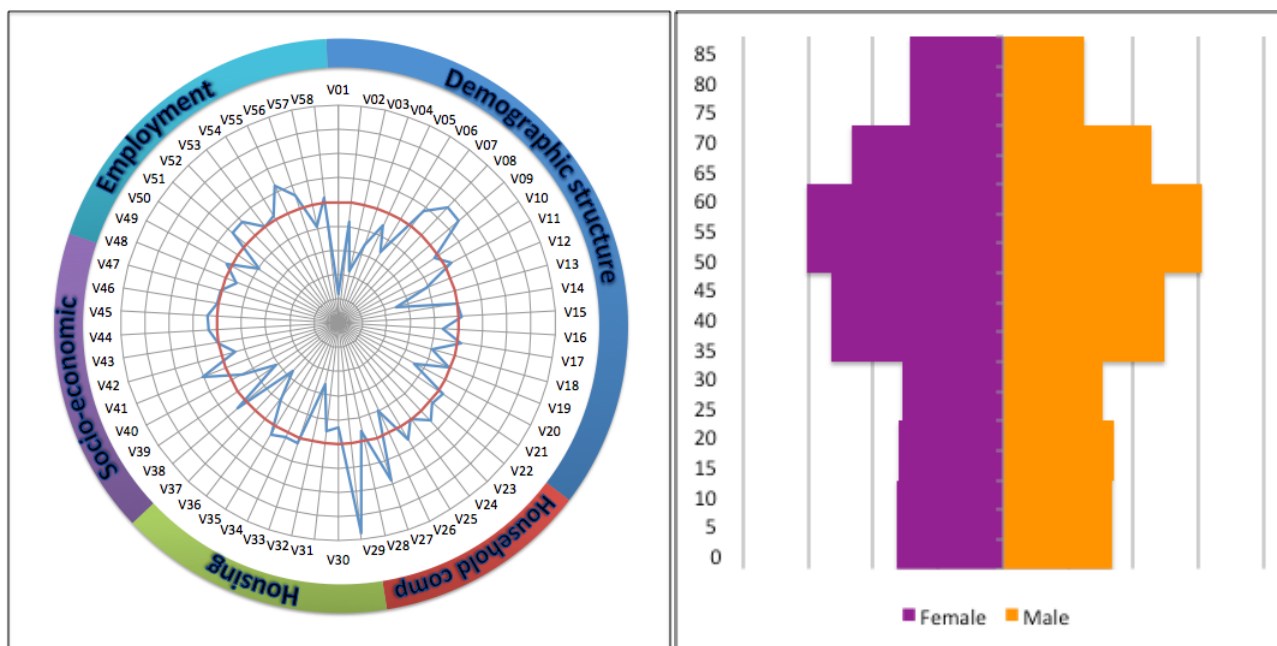 Employment
Demographic structure
Household comp
Housing
Socio-economic
V01
V02
V03
V04
V05
V06
V07
V08
V09
V10
V11
V12
V13
V14
V15
V16
V17
V18
V19
V20
V21
V22
V23
V24
V25
V26
V27
V28
V29
V30
V31
V32
V33
V34
V35
V36
V37
V38
V39
V40
V41
V42
V43
V44
V45
V46
V47
V48
V49
V50
V51
V52
V53
V54
V55
V56
V57
V58
85
80
75
70
65
60
55
50
45
40
35
30
25
20
15
10
5
0
Female Male